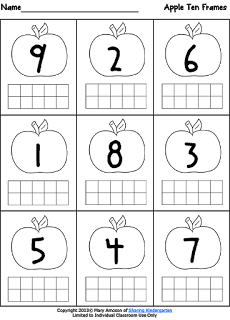 Name Apple Ten Frames
9 2 6
1 8 3
5 4 7
Copyright 2013© Mary Amoson of Sharing Kindergarten
Limited to Individual Classroom Use Only